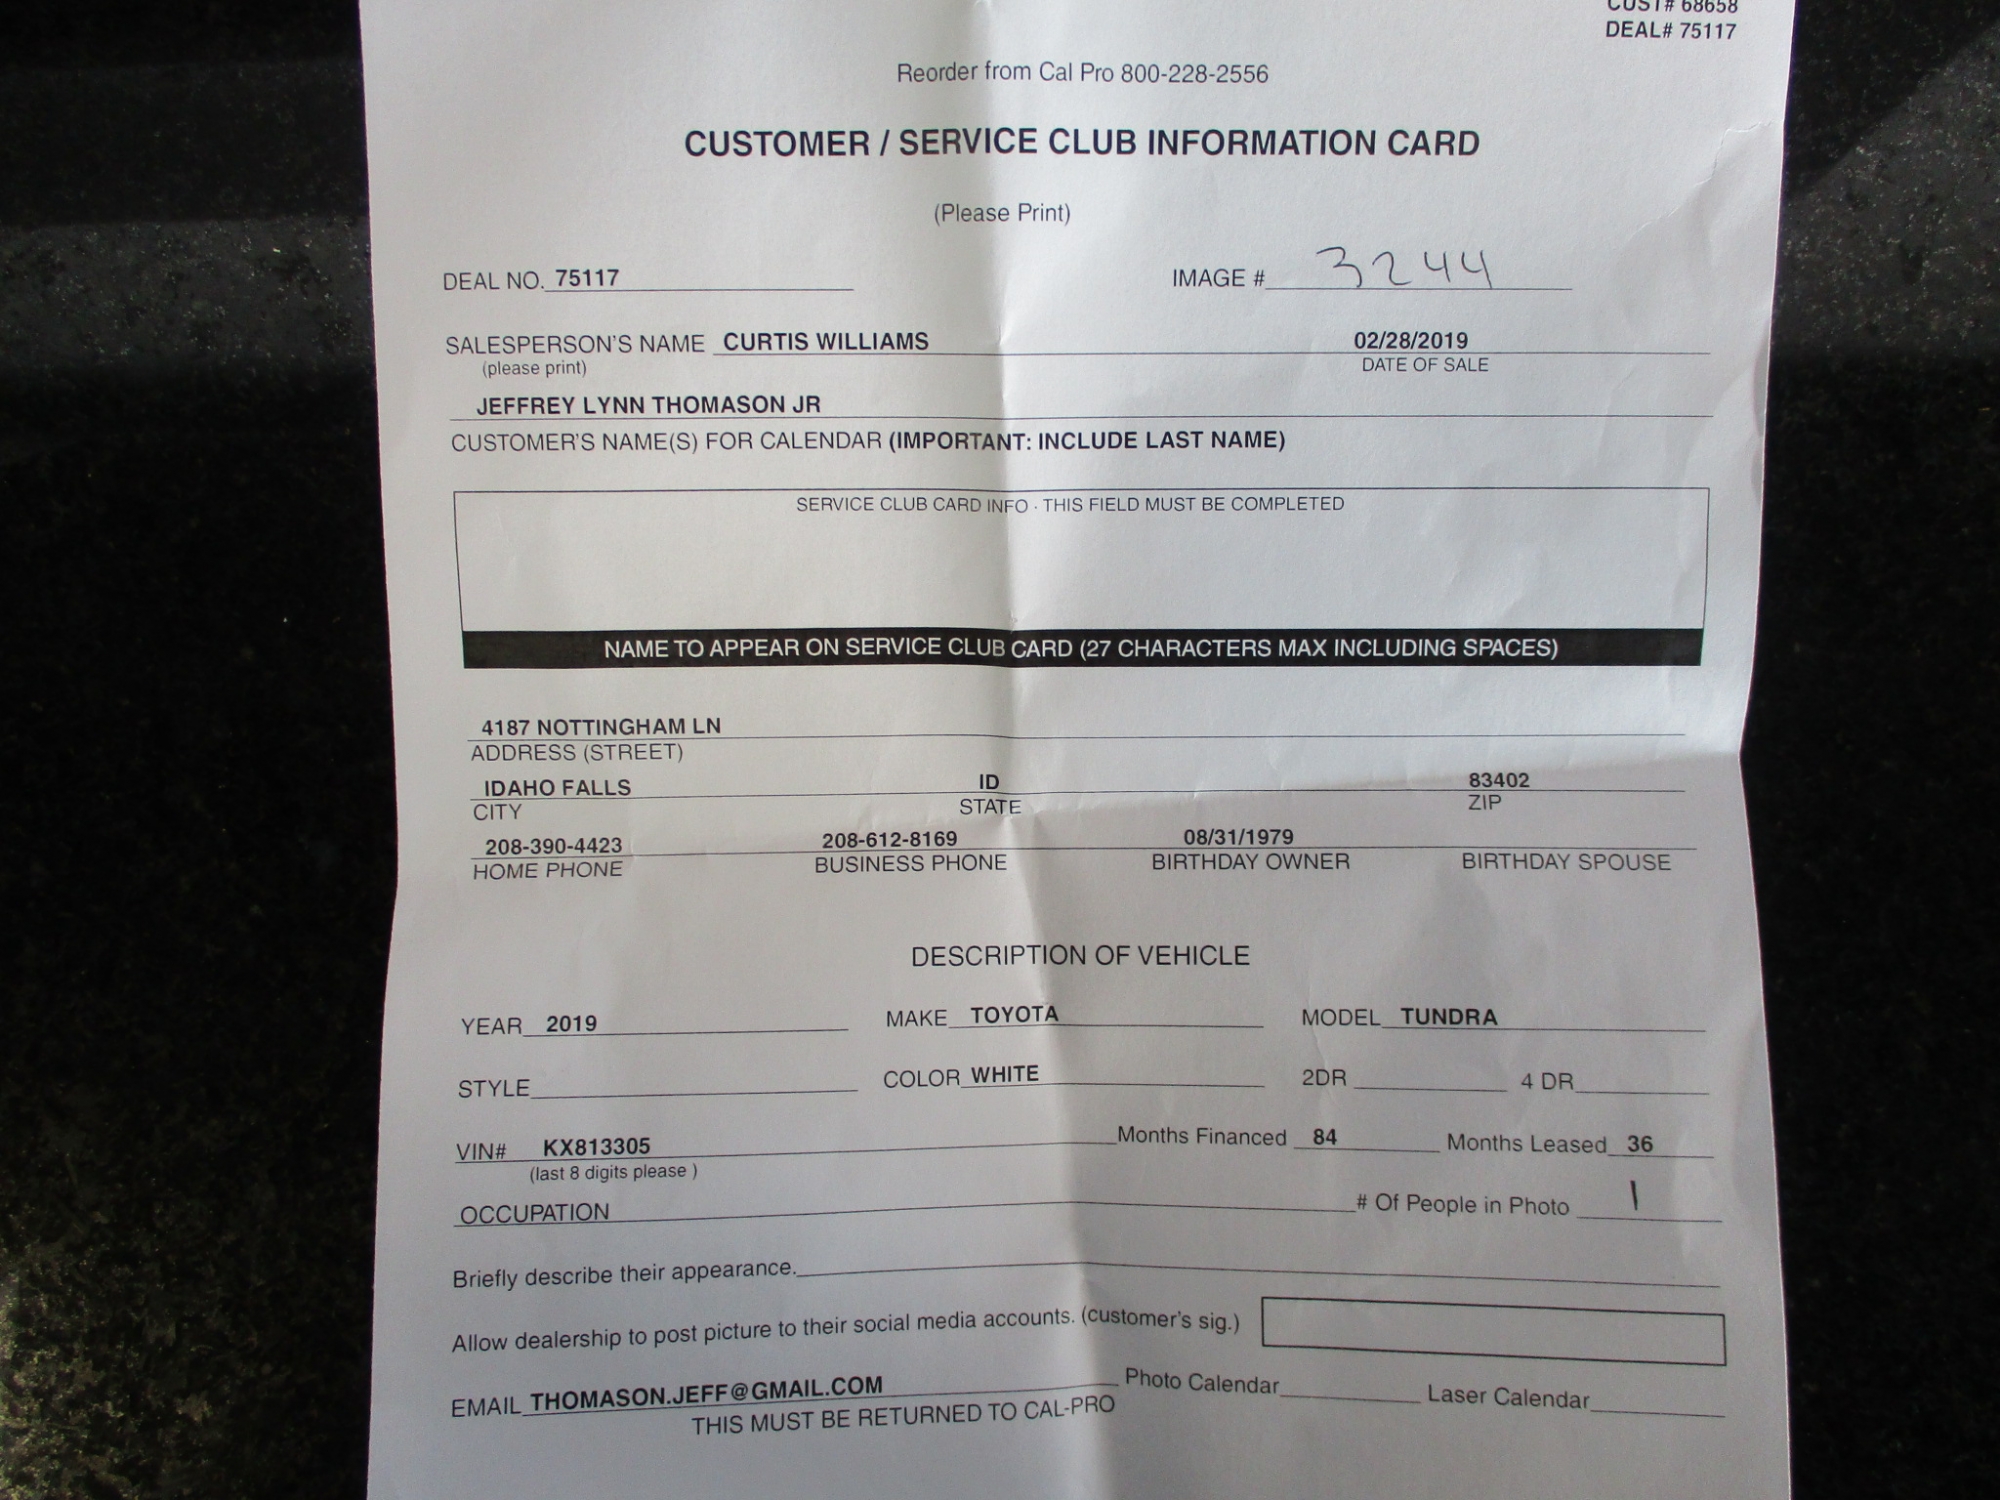 CUST# 68658
DEAL# 75117
Reorder from Cal Pro 800-228-2556
CUSTOMER / SERVICE CLUB INFORMATION CARD
(Please Print)
DEAL NO. 75117 IMAGE # 3244
SALESPERSON'S NAME CURTIS WILLIAMS 02/28/2019
(please print) DATE OF SALE
JEFFREY LYNN THOMASON JR
CUSTOMER'S NAME(S) FOR CALENDAR (IMPORTANT: INCLUDE LAST NAME)
SERVICE CLUB CARD INFO · THIS FIELD MUST BE COMPLETED
NAME TO APPEAR ON SERVICE CLUB CARD (27 CHARACTERS MAX INCLUDING SPACES)
4187 NOTTINGHAM LN
ADDRESS (STREET)
IDAHO FALLS ID 83402
CITY STATE ZIP
208-390-4423 208-612-8169 08/31/1979
HOME PHONE BUSINESS PHONE BIRTHDAY OWNER BIRTHDAY SPOUSE
DESCRIPTION OF VEHICLE
YEAR 2019 MAKE TOYOTA MODEL TUNDRA
STYLE COLOR WHITE 2DR 4 DR
VIN# KX813305 Months Financed 84 Months Leased 36
(last 8 digits please )
OCCUPATION # Of People in Photo 1
Briefly describe their appearance.
Allow dealership to post picture to their social media accounts. (customer's sig.)
EMAIL THOMASON.JEFF@GMAIL.COM Photo Calendar Laser Calendar
THIS MUST BE RETURNED TO CAL-PRO